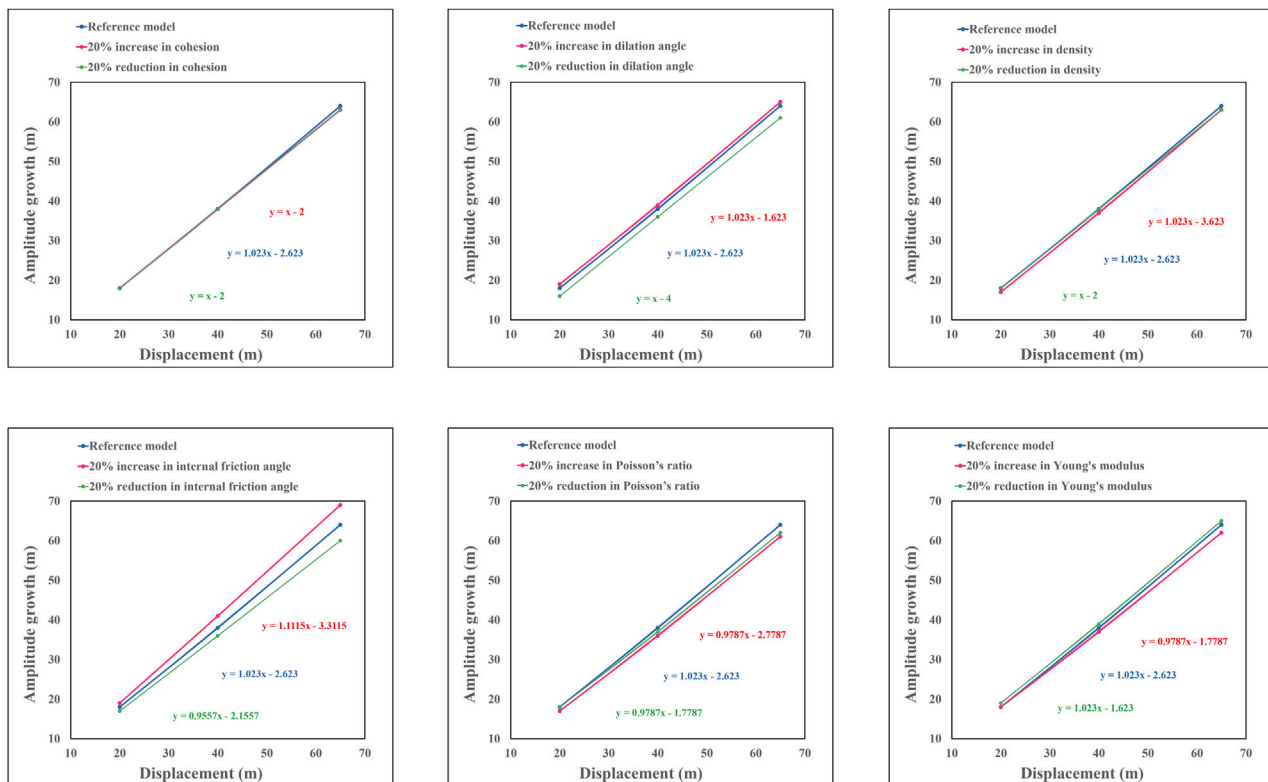 Reference model
20% increase in cohesion
20% reduction in cohesion
70
60
50
40
30
20
10
Amplitude growth (m)
y = x - 2
y = 1.023x - 2.623
y = x - 2
10 20 30 40 50 60 70
Displacement (m)
Reference model
20% increase in dilation angle
20% reduction in dilation angle
70
60
50
40
30
20
10
Amplitude growth (m)
y = 1.023x - 1.623
y = 1.023x - 2.623
y = x - 4
10 20 30 40 50 60 70
Displacement (m)
Reference model
20% increase in density
20% reduction in density
70
60
50
40
30
20
10
Amplitude growth (m)
y = 1.023x - 3.623
y = 1.023x - 2.623
y = x - 2
10 20 30 40 50 60 70
Displacement (m)
Reference model
20% increase in internal friction angle
20% reduction in internal friction angle
70
60
50
40
30
20
10
Amplitude growth (m)
y = 1.1115x - 3.3115
y = 1.023x - 2.623
y = 0.9557x - 2.1557
10 20 30 40 50 60 70
Displacement (m)
Reference model
20% increase in Poisson's ratio
20% reduction in Poisson's ratio
70
60
50
40
30
20
10
Amplitude growth (m)
y = 0.9787x - 2.7787
y = 1.023x - 2.623
y = 0.9787x - 1.7787
10 20 30 40 50 60 70
Displacement (m)
Reference model
20% increase in Young's modulus
20% reduction in Young's modulus
70
60
50
40
30
20
10
Amplitude growth (m)
y = 0.9787x - 1.7787
y = 1.023x - 2.623
y = 1.023x - 1.623
10 20 30 40 50 60 70
Displacement (m)